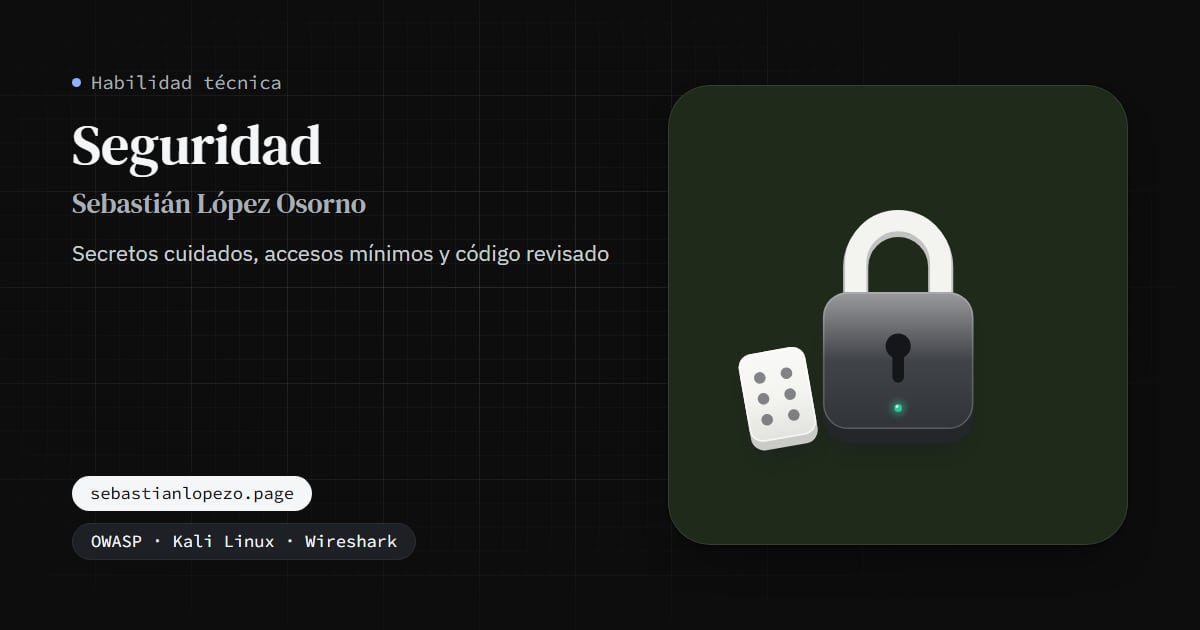 Habilidad técnica
Seguridad
Sebastián López Osorno
Secretos cuidados, accesos mínimos y código revisado
sebastianlopezo.page
OWASP · Kali Linux · Wireshark